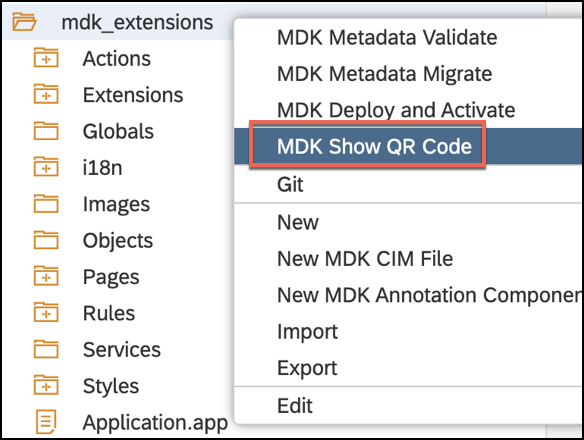 mdk_extensions
Actions
Extensions
Globals
i18n
Images
Objects
Pages
Rules
Services
Styles
Application.app
MDK Metadata Validate
MDK Metadata Migrate
MDK Deploy and Activate
MDK Show QR Code
Git
New
New MDK CIM File
New MDK Annotation Componen
Import
Export
Edit